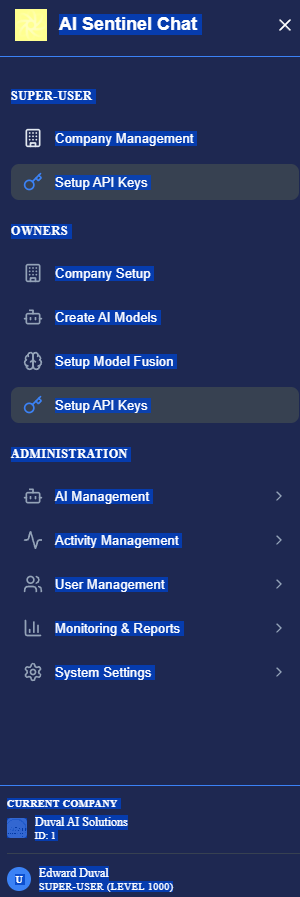 AI Sentinel Chat
SUPER-USER
Company Management
Setup API Keys
OWNERS
Company Setup
Create AI Models
Setup Model Fusion
Setup API Keys
ADMINISTRATION
AI Management
Activity Management
User Management
Monitoring & Reports
System Settings
CURRENT COMPANY
Duval AI Solutions
ID: 1
U
Edward Duval
SUPER-USER (LEVEL 1000)